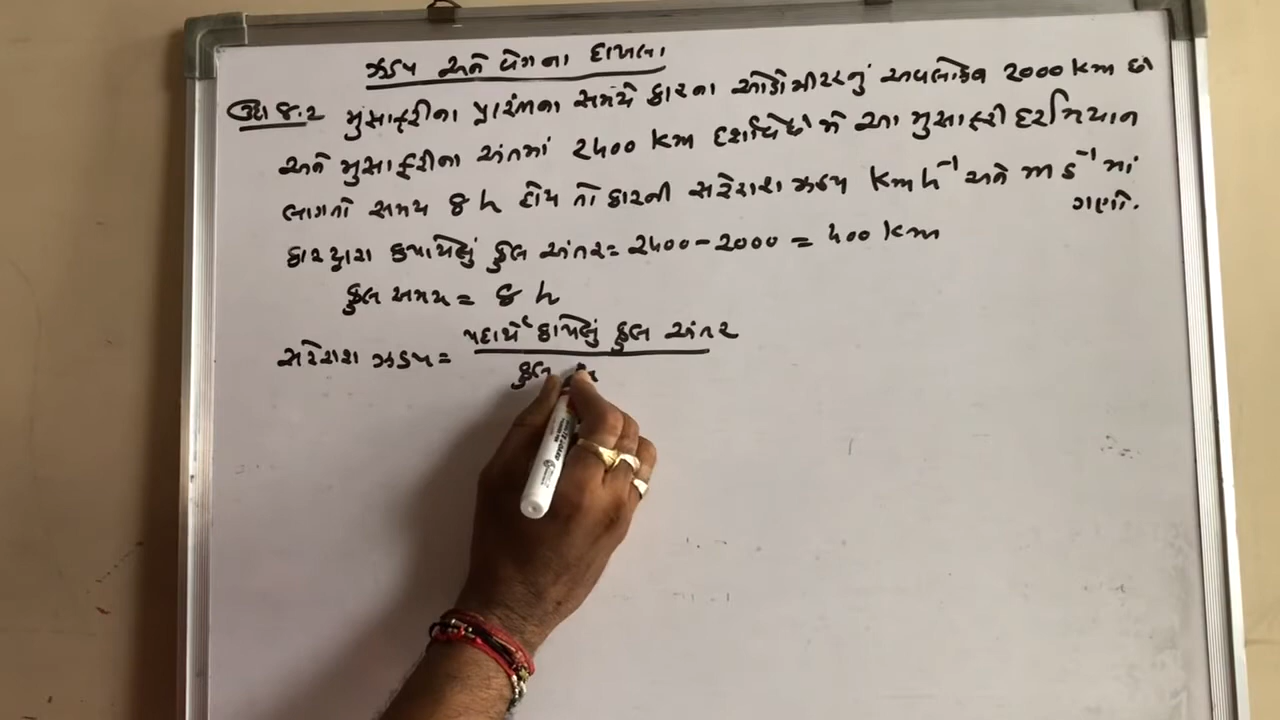 ઝડપ અને વેગના દાખલા
ઉદા ૪.૨ મુસાફરીના પ્રારંભના સમયે કારના ઓડોમીટરનું અવલોકન 2000 km છે
અને મુસાફરીના અંતમાં 2400 km દર્શાવે છે જો આ મુસાફરી દરમિયાન
લાગતો સમય 8 h હોય તો કારની સરેરાશ ઝડપ km h⁻¹ અને m s⁻¹ માં
ગણો.
કાર દ્વારા કપાયેલું કુલ અંતર = 2400 - 2000 = 400 km
કુલ સમય = 8 h
સરેરાશ ઝડપ = પદાર્થે કાપેલું કુલ અંતર
કુલ